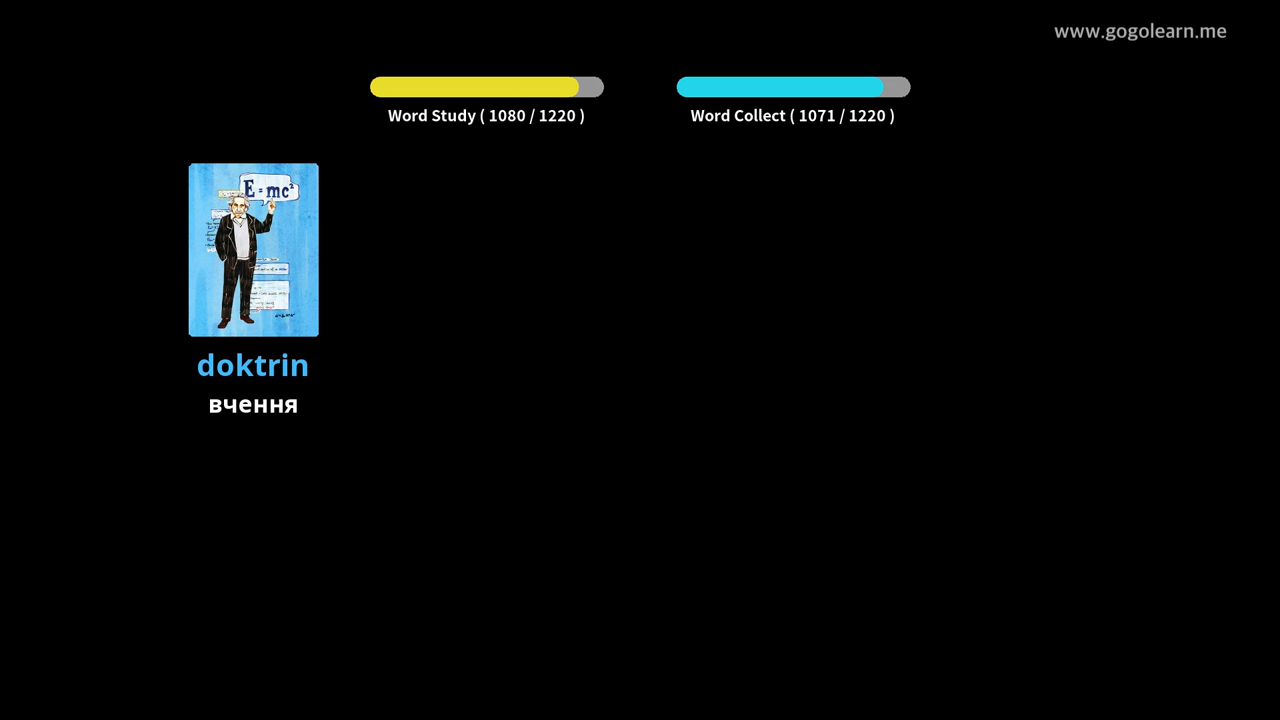 www.gogolearn.me
Word Study ( 1080 / 1220 )
Word Collect ( 1071 / 1220 )
E = mc²
doktrin
вчення